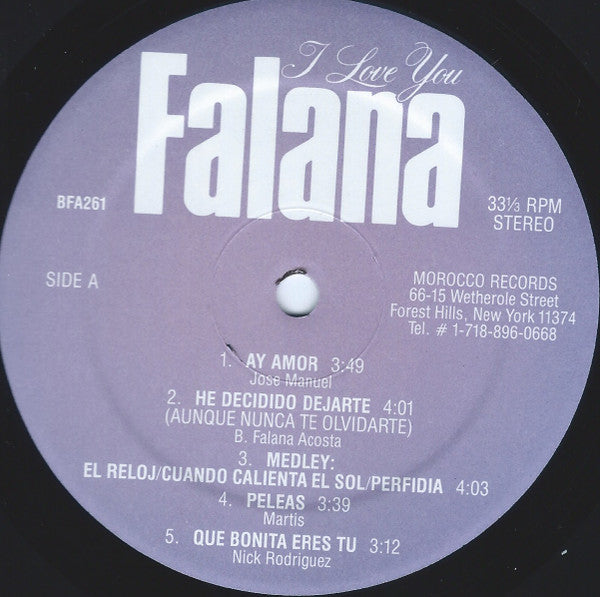 I Love You
Falana
BFA261
33⅓ RPM
STEREO
SIDE A
MOROCCO RECORDS
66-15 Wetherole Street
Forest Hills, New York 11374
Tel. # 1-718-896-0668
1. AY AMOR 3:49
Jose Manuel
2. HE DECIDIDO DEJARTE 4:01
(AUNQUE NUNCA TE OLVIDARTE)
B. Falana Acosta
3. MEDLEY:
EL RELOJ/CUANDO CALIENTA EL SOL/PERFIDIA 4:03
4. PELEAS 3:39
Martis
5. QUE BONITA ERES TU 3:12
Nick Rodriguez